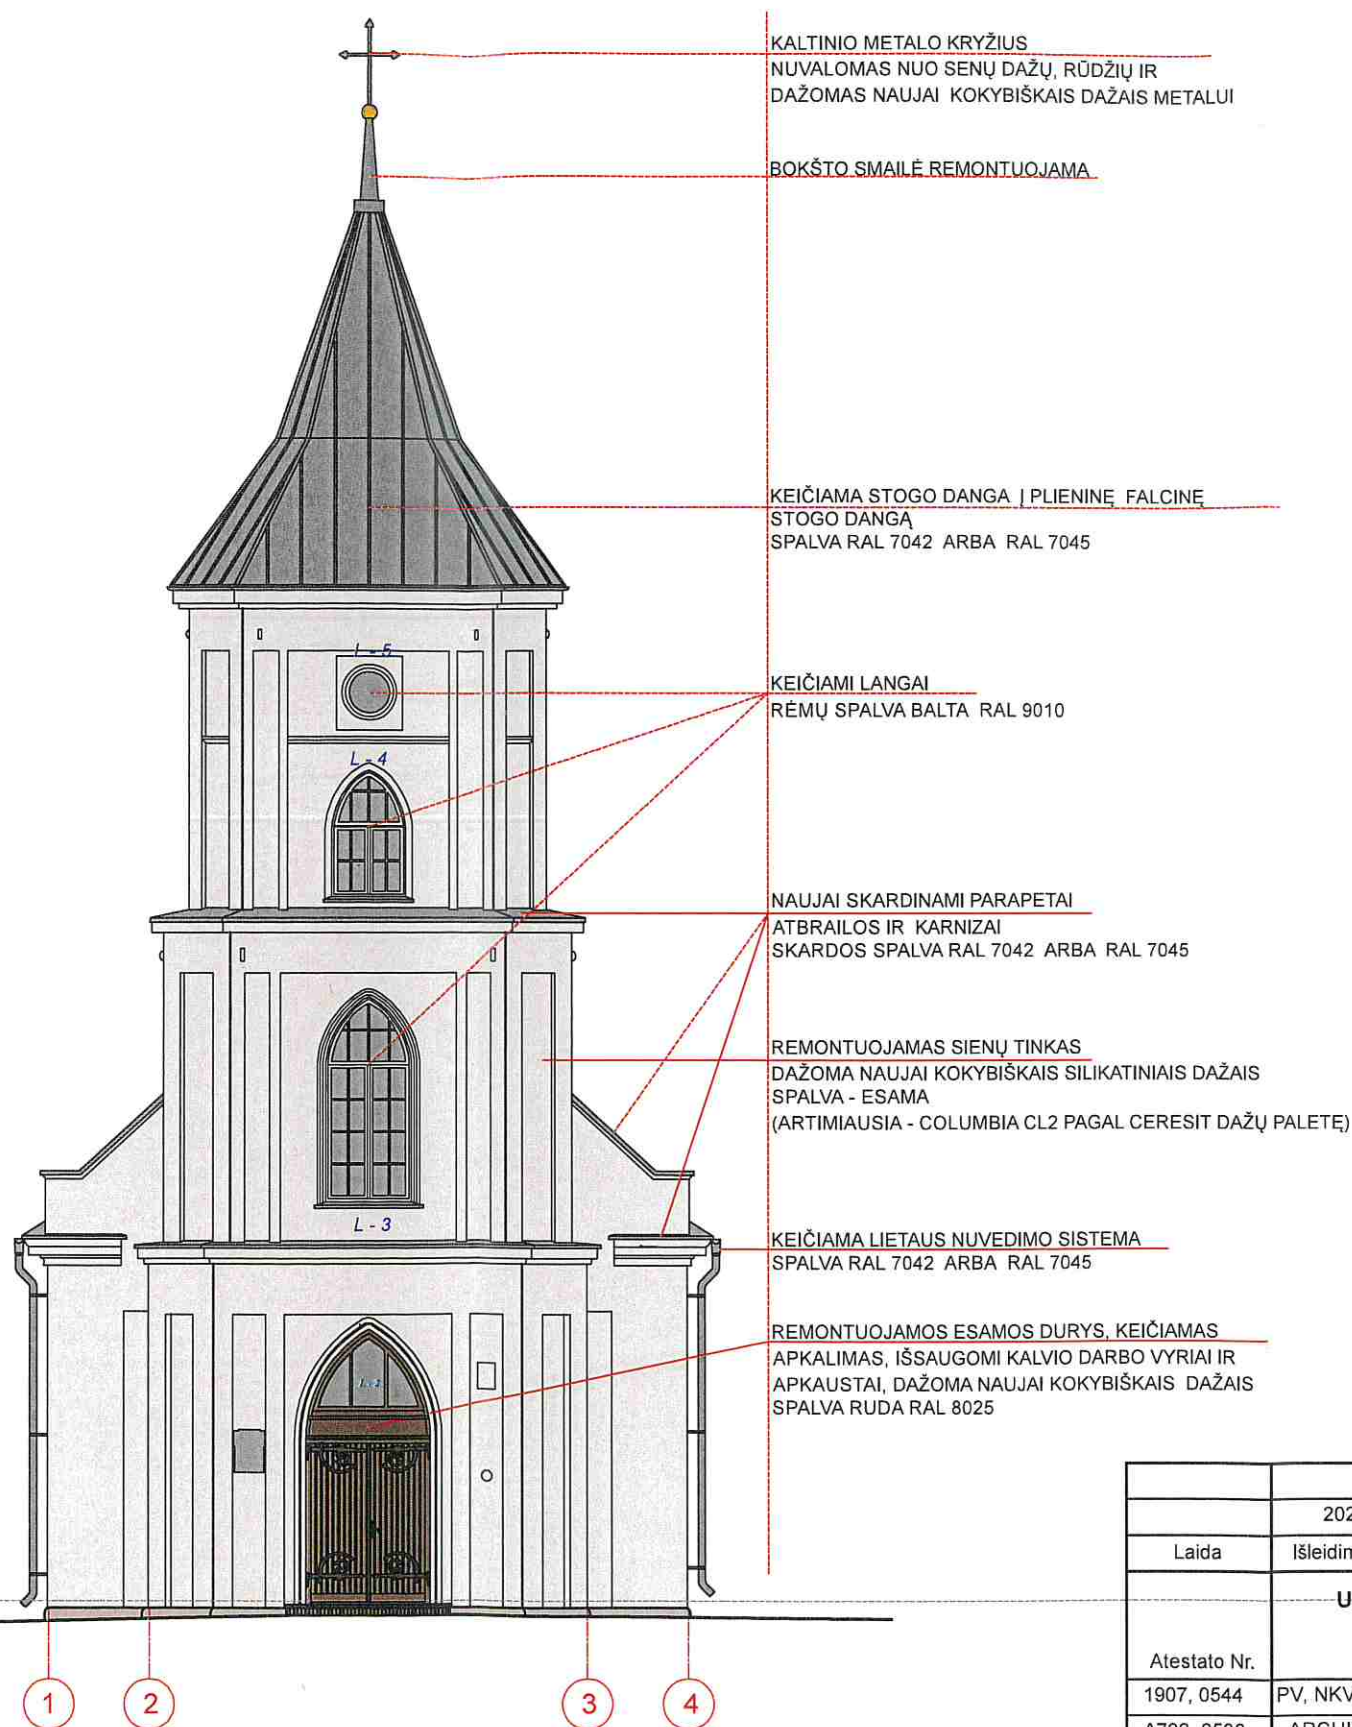 KALTINIO METALO KRYŽIUS
NUVALOMAS NUO SENŲ DAŽŲ, RŪDŽIŲ IR
DAŽOMAS NAUJAI KOKYBIŠKAIS DAŽAIS METALUI
BOKŠTO SMAILĖ REMONTUOJAMA
KEIČIAMA STOGO DANGA Į PLIENINĘ FALCINĘ
STOGO DANGĄ
SPALVA RAL 7042 ARBA RAL 7045
L - 5
KEIČIAMI LANGAI
RĖMŲ SPALVA BALTA RAL 9010
L - 4
NAUJAI SKARDINAMI PARAPETAI
ATBRAILOS IR KARNIZAI
SKARDOS SPALVA RAL 7042 ARBA RAL 7045
REMONTUOJAMAS SIENŲ TINKAS
DAŽOMA NAUJAI KOKYBIŠKAIS SILIKATINIAIS DAŽAIS
SPALVA - ESAMA
(ARTIMIAUSIA - COLUMBIA CL2 PAGAL CERESIT DAŽŲ PALETĘ)
L - 3
KEIČIAMA LIETAUS NUVEDIMO SISTEMA
SPALVA RAL 7042 ARBA RAL 7045
REMONTUOJAMOS ESAMOS DURYS, KEIČIAMAS
APKALIMAS, IŠSAUGOMI KALVIO DARBO VYRIAI IR
APKAUSTAI, DAŽOMA NAUJAI KOKYBIŠKAIS DAŽAIS
SPALVA RUDA RAL 8025
202
Laida Išleidim
U
Atestato Nr.
1907, 0544 PV, NKV
1 2 3 4